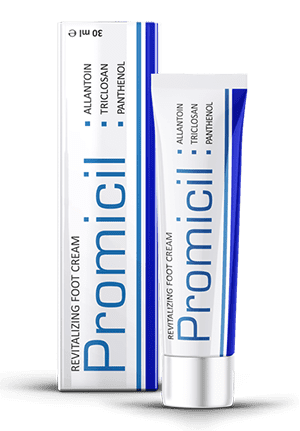 30 ml e
ALLANTOIN
TRICLOSAN
PANTHENOL
Promicil
REVITALIZING FOOT CREAM
ALLANTOIN
TRICLOSAN
PANTHENOL
Promicil
REVITALIZING FOOT CREAM